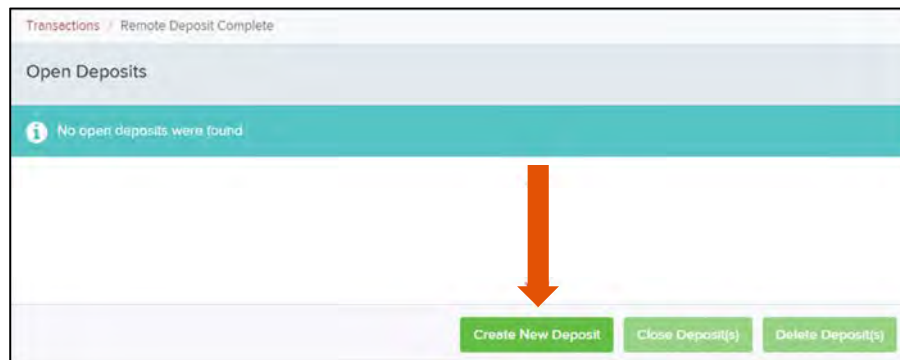 Transactions / Remote Deposit Complete
Open Deposits
No open deposits were found
Create New Deposit Close Deposit(s) Delete Deposit(s)